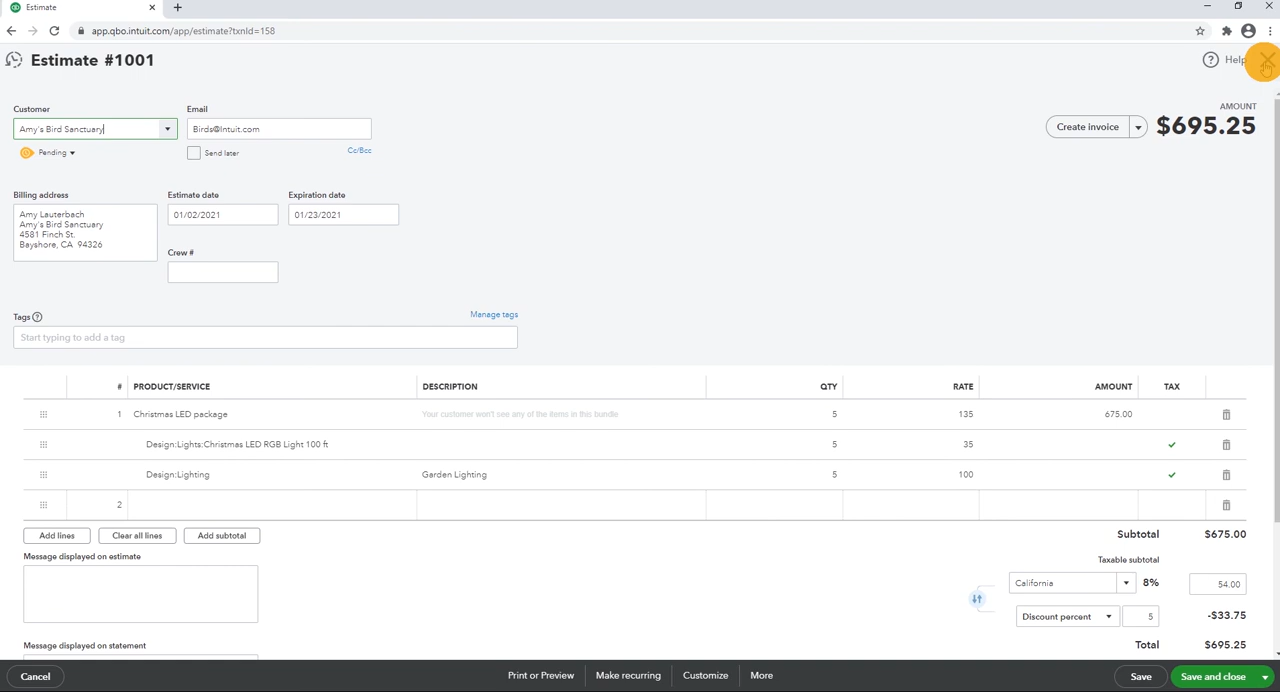 Estimate
app.qbo.intuit.com/app/estimate?txnId=158
Estimate #1001
Help
Customer
Email
AMOUNT
Amy's Bird Sanctuary
Birds@Intuit.com
Create invoice
$695.25
Pending
Send later
Cc/Bcc
Billing address
Estimate date
Expiration date
Amy Lauterbach
Amy's Bird Sanctuary
4581 Finch St.
Bayshore, CA 94326
01/02/2021
01/23/2021
Crew #
Tags
Manage tags
Start typing to add a tag
# PRODUCT/SERVICE DESCRIPTION QTY RATE AMOUNT TAX
1 Christmas LED package Your customer won't see any of the items in this bundle 5 135 675.00
Design:Lights:Christmas LED RGB Light 100 ft 5 35
Design:Lighting Garden Lighting 5 100
2
Add lines Clear all lines Add subtotal
Subtotal $675.00
Message displayed on estimate
Taxable subtotal
California 8% 54.00
Discount percent 5 -$33.75
Message displayed on statement
Total $695.25
Cancel Print or Preview Make recurring Customize More Save Save and close